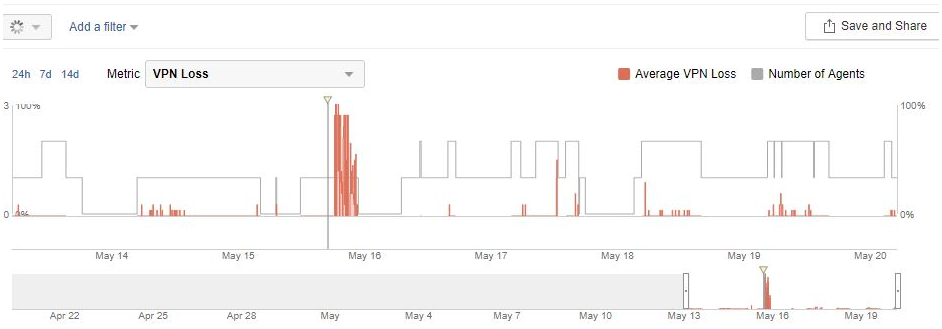 Add a filter
Save and Share
24h 7d 14d Metric VPN Loss Average VPN Loss Number of Agents
3 100% 100%
0 0% 0%
May 14 May 15 May 16 May 17 May 18 May 19 May 20
Apr 22 Apr 25 Apr 28 May May 4 May 7 May 10 May 13 May 16 May 19